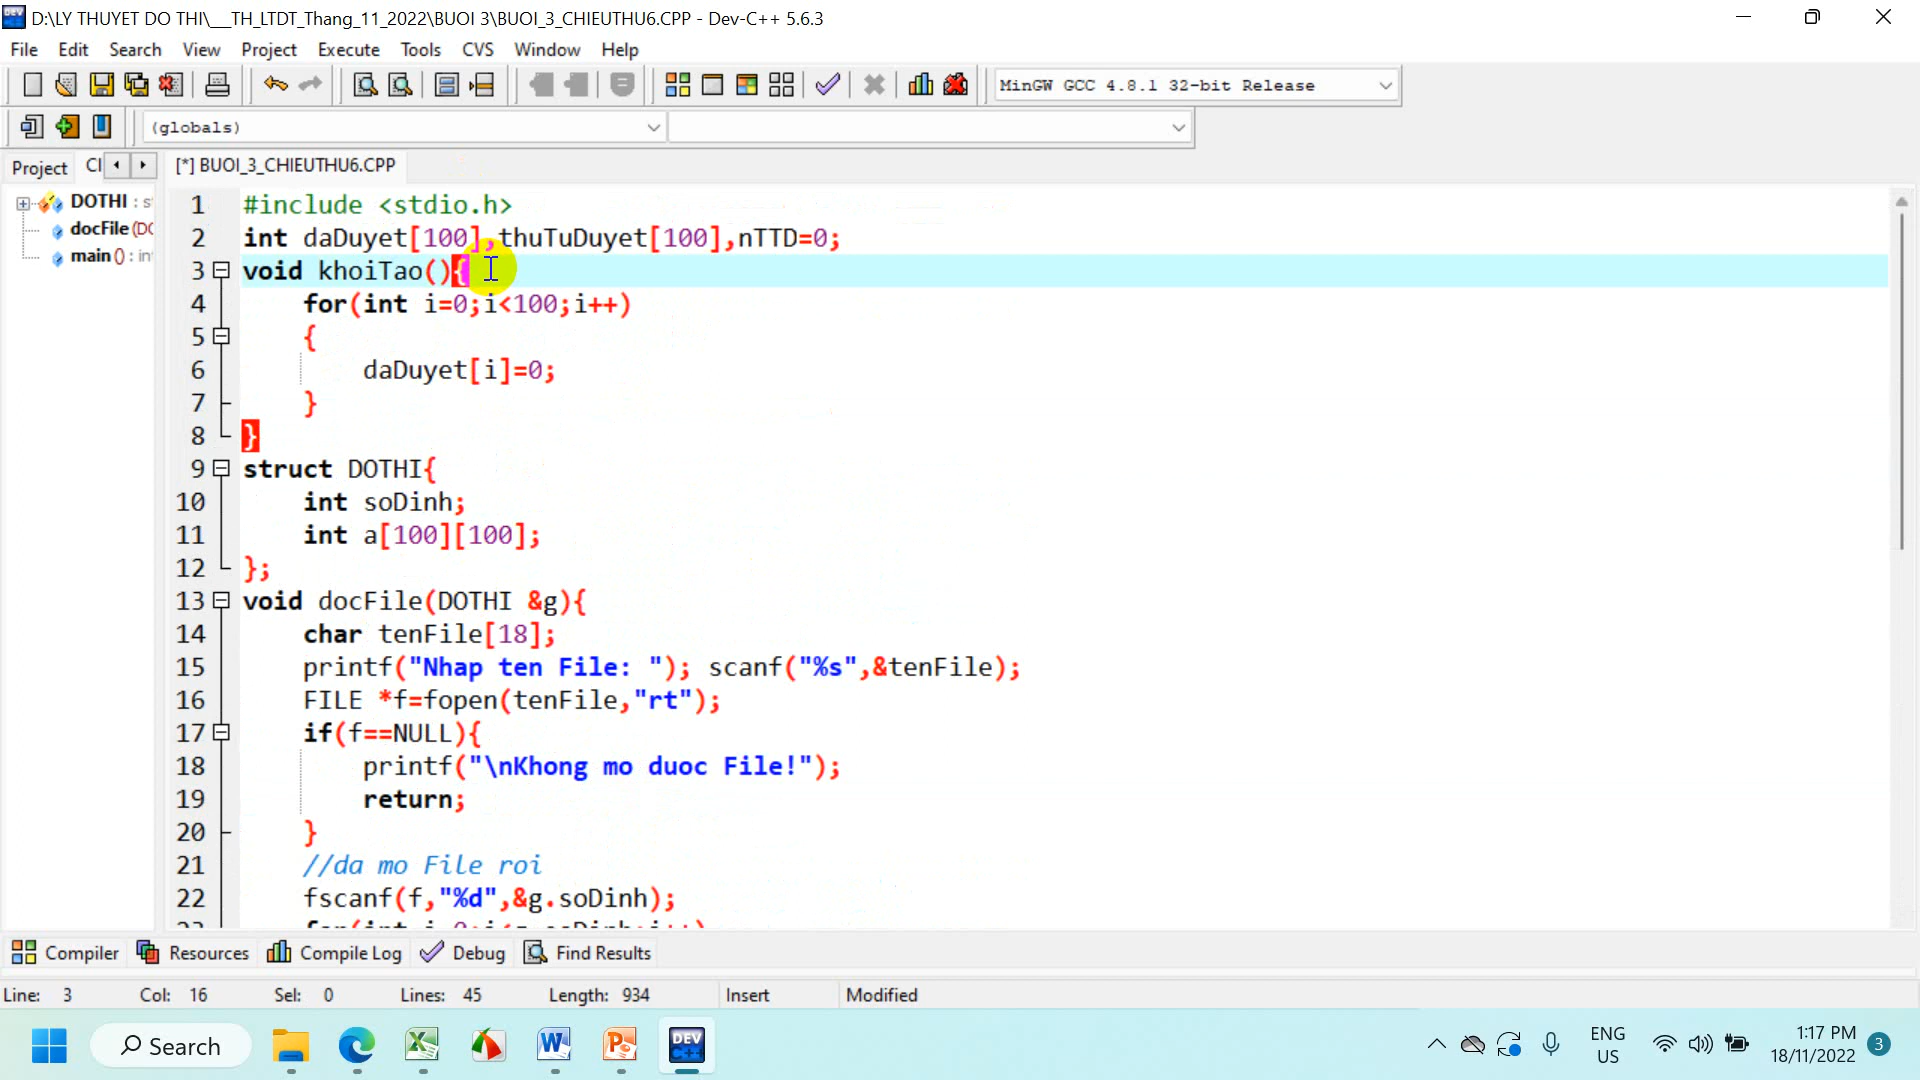 D:\LY THUYET DO THI\__TH_LTDT_Thang_11_2022\BUOI 3\BUOI_3_CHIEUTHU6.CPP - Dev-C++ 5.6.3
File Edit Search View Project Execute Tools CVS Window Help
MinGW GCC 4.8.1 32-bit Release
(globals)
Project Cl [*] BUOI_3_CHIEUTHU6.CPP
DOTHI : s
docFile (DO
main () : in
1 #include <stdio.h>
2 int daDuyet[100],thuTuDuyet[100],nTTD=0;
3 void khoiTao(){
4 for(int i=0;i<100;i++)
5 {
6 daDuyet[i]=0;
7 }
8 }
9 struct DOTHI{
10 int soDinh;
11 int a[100][100];
12 };
13 void docFile(DOTHI &g){
14 char tenFile[18];
15 printf("Nhap ten File: "); scanf("%s",&tenFile);
16 FILE *f=fopen(tenFile,"rt");
17 if(f==NULL){
18 printf("\nKhong mo duoc File!");
19 return;
20 }
21 //da mo File roi
22 fscanf(f,"%d",&g.soDinh);
Compiler Resources Compile Log Debug Find Results
Line: 3 Col: 16 Sel: 0 Lines: 45 Length: 934 Insert Modified
Search
DEV C++
ENG
US
1:17 PM
18/11/2022
3